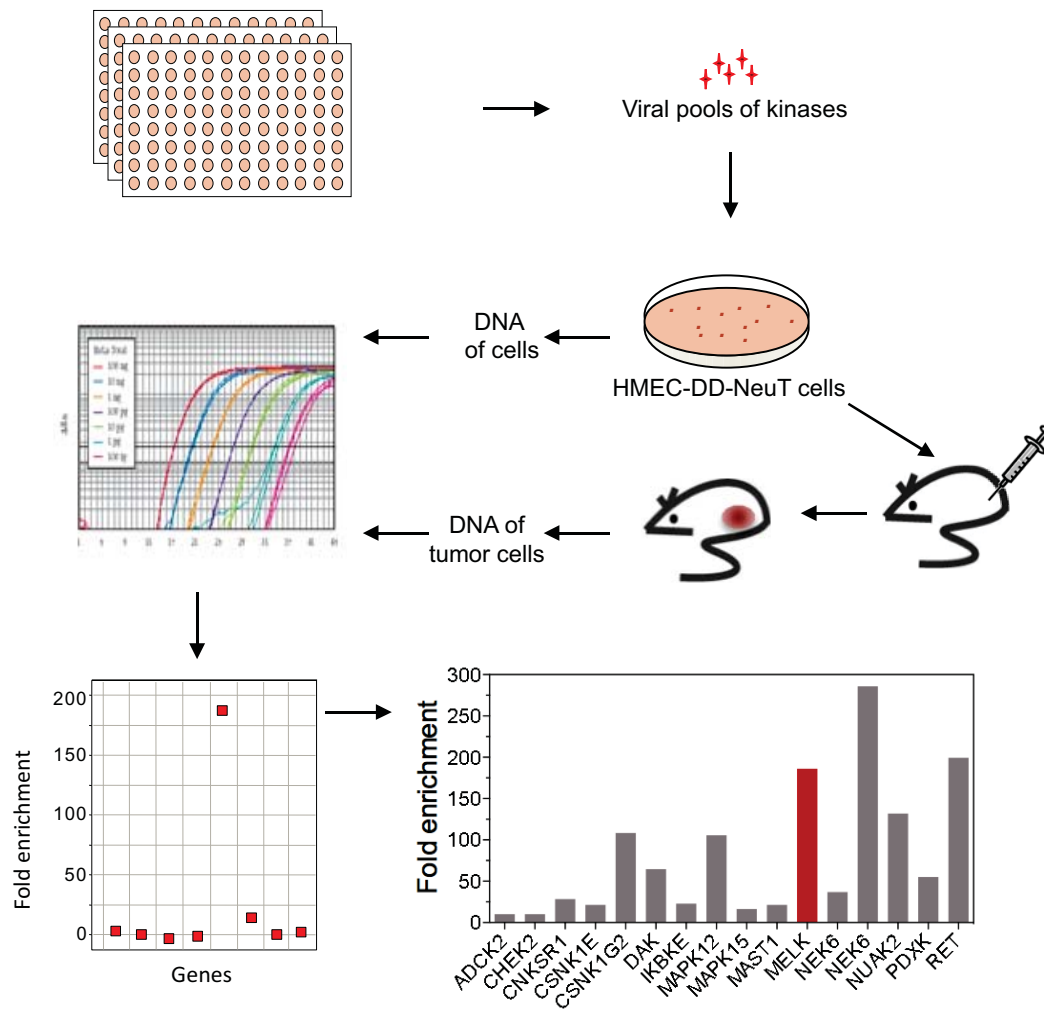 Viral pools of kinases
DNA
of cells
HMEC-DD-NeuT cells
DNA of
tumor cells
Fold enrichment
200
150
100
50
0
Genes
Fold enrichment
300
250
200
150
100
50
0
ADCK2
CHEK2
CNKSR1
CSNK1E
CSNK1G2
DAK
IKBKE
MAPK12
MAPK15
MAST1
MELK
NEK6
NEK6
NUAK2
PDXK
RET